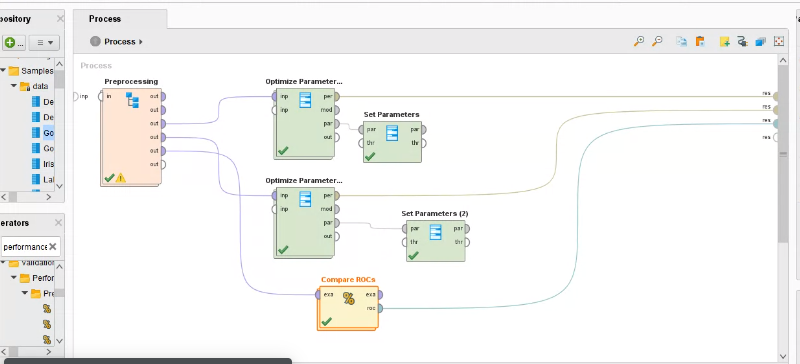 pository
Process
Process
Samples
data
De
De
Go
Go
Iris
Lal
erators
performance
Validation
Perfor
Pre
Process
inp
Preprocessing
in
out
out
out
out
out
out
Optimize Parameter...
inp
inp
per
mod
par
out
Set Parameters
par
thr
par
thr
Optimize Parameter...
inp
inp
per
mod
par
out
Set Parameters (2)
par
thr
par
thr
Compare ROCs
exa
exa
roc
res
res
res
res